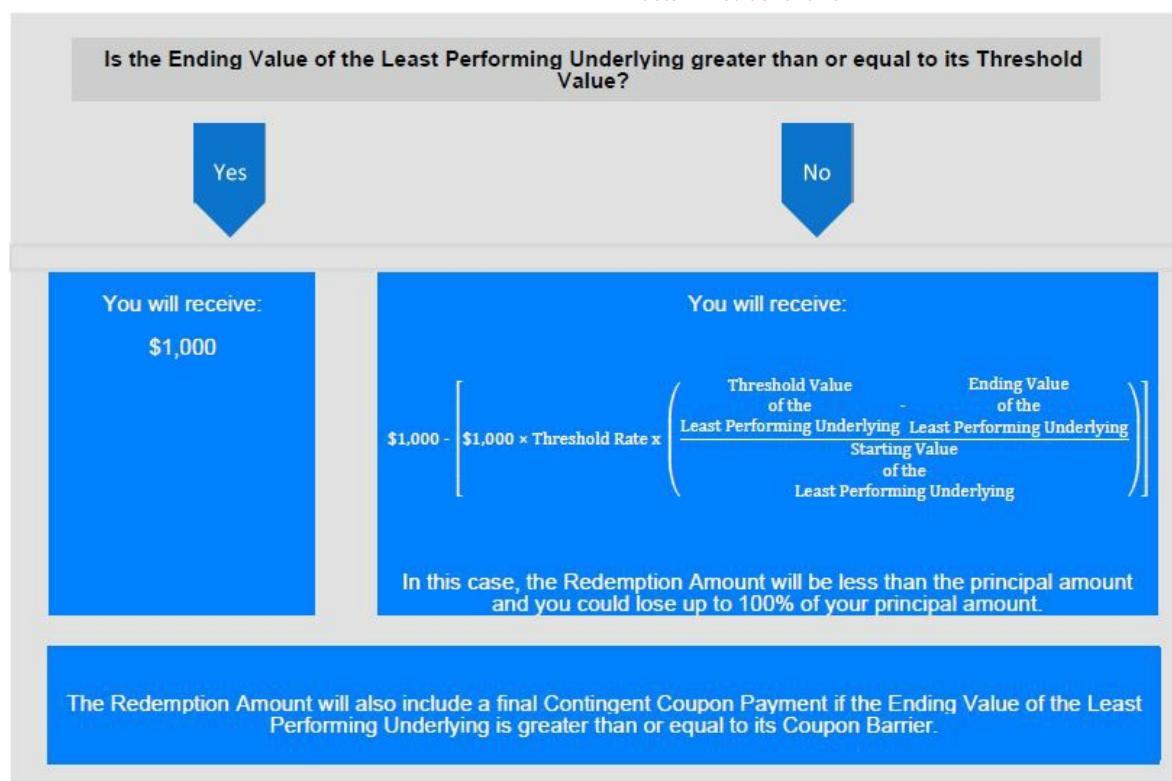 Is the Ending Value of the Least Performing Underlying greater than or equal to its Threshold
Value?
Yes
No
You will receive:
$1,000
You will receive:
$1,000 - [$1,000 × Threshold Rate x (
Threshold Value
of the
Least Performing Underlying
-
Ending Value
of the
Least Performing Underlying
Starting Value
of the
Least Performing Underlying
)]
In this case, the Redemption Amount will be less than the principal amount
and you could lose up to 100% of your principal amount.
The Redemption Amount will also include a final Contingent Coupon Payment if the Ending Value of the Least
Performing Underlying is greater than or equal to its Coupon Barrier.